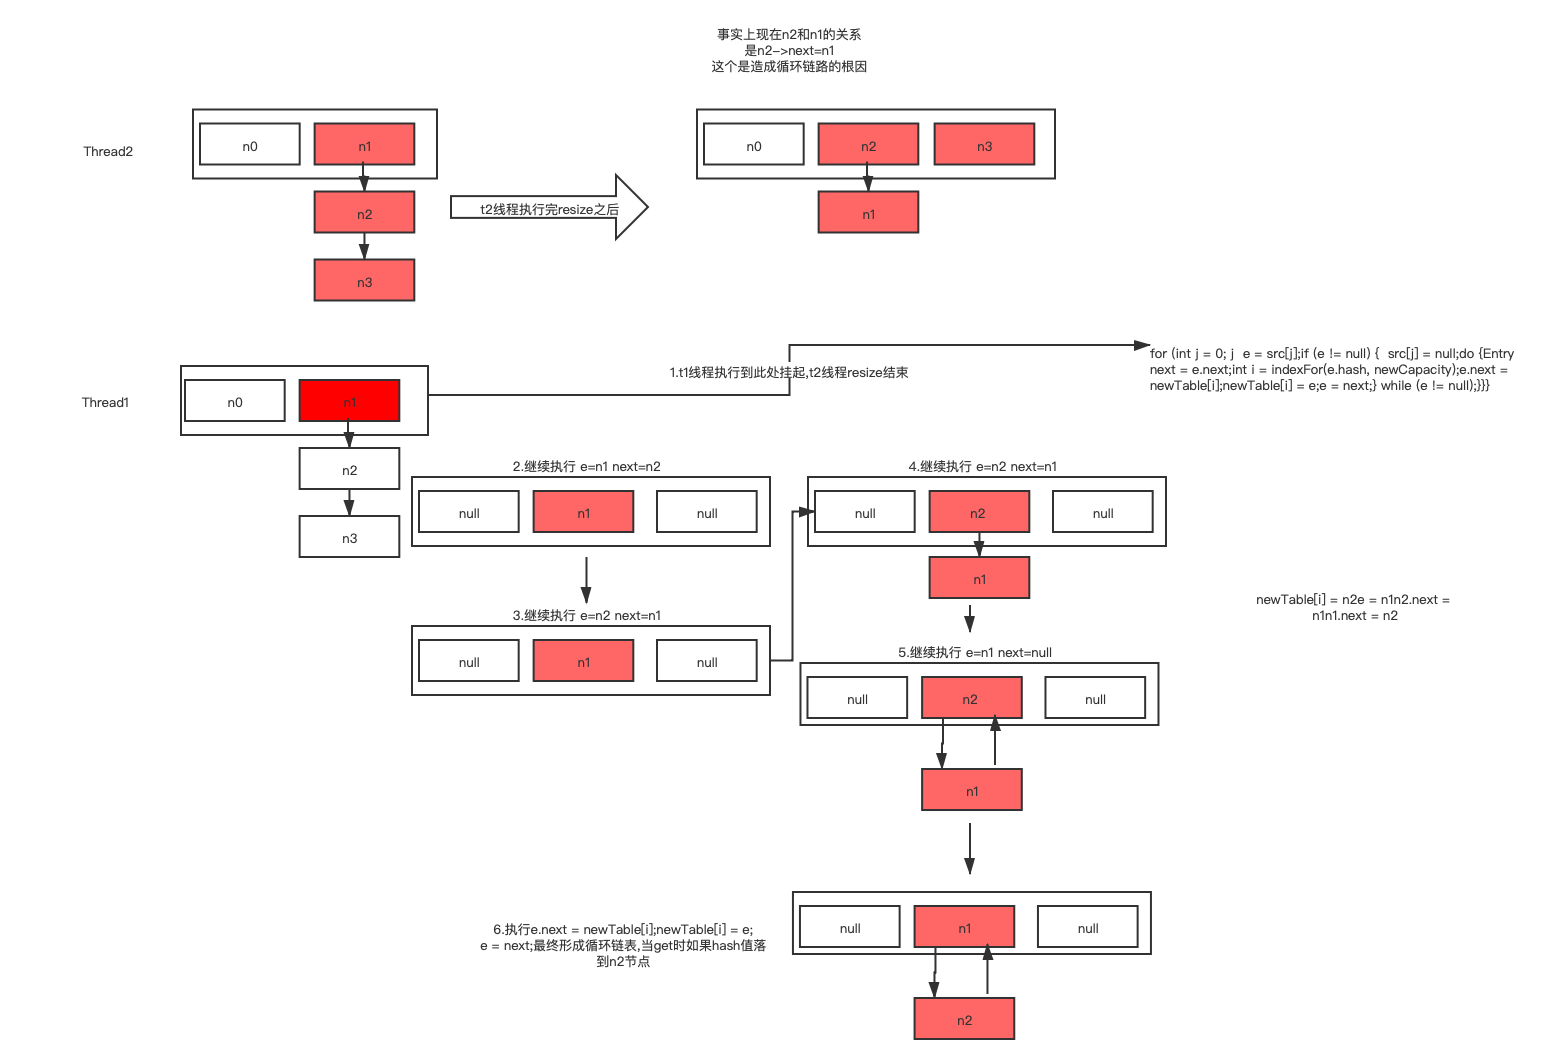 事实上现在n2和n1的关系
是n2->next=n1
这个是造成循环链路的根因
Thread2
n0
n1
n2
n3
t2线程执行完resize之后
n0
n2
n3
n1
Thread1
n0
n1
n2
n3
1.t1线程执行到此处挂起,t2线程resize结束
for (int j = 0; j  e = src[j];if (e != null) {  src[j] = null;do {Entry
next = e.next;int i = indexFor(e.hash, newCapacity);e.next =
newTable[i];newTable[i] = e;e = next;} while (e != null);}}}
2.继续执行 e=n1 next=n2
null
n1
null
3.继续执行 e=n2 next=n1
null
n1
null
4.继续执行 e=n2 next=n1
null
n2
null
n1
newTable[i] = n2e = n1n2.next =
n1n1.next = n2
5.继续执行 e=n1 next=null
null
n2
null
n1
6.执行e.next = newTable[i];newTable[i] = e;
e = next;最终形成循环链表,当get时如果hash值落
到n2节点
null
n1
null
n2